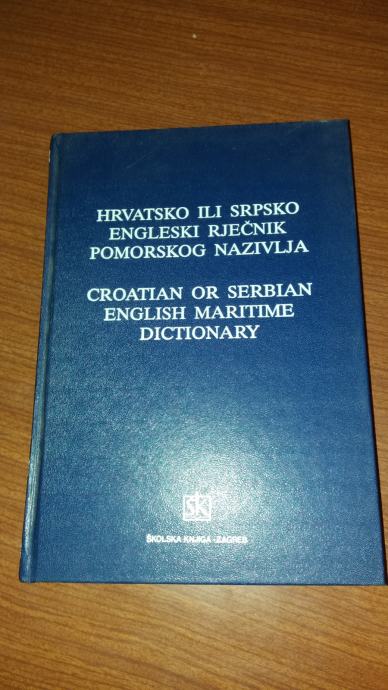 HRVATSKO ILI SRPSKO
ENGLESKI RJEČNIK
POMORSKOG NAZIVLJA
CROATIAN OR SERBIAN
ENGLISH MARITIME
DICTIONARY
ŠK
ŠKOLSKA KNJIGA - ZAGREB